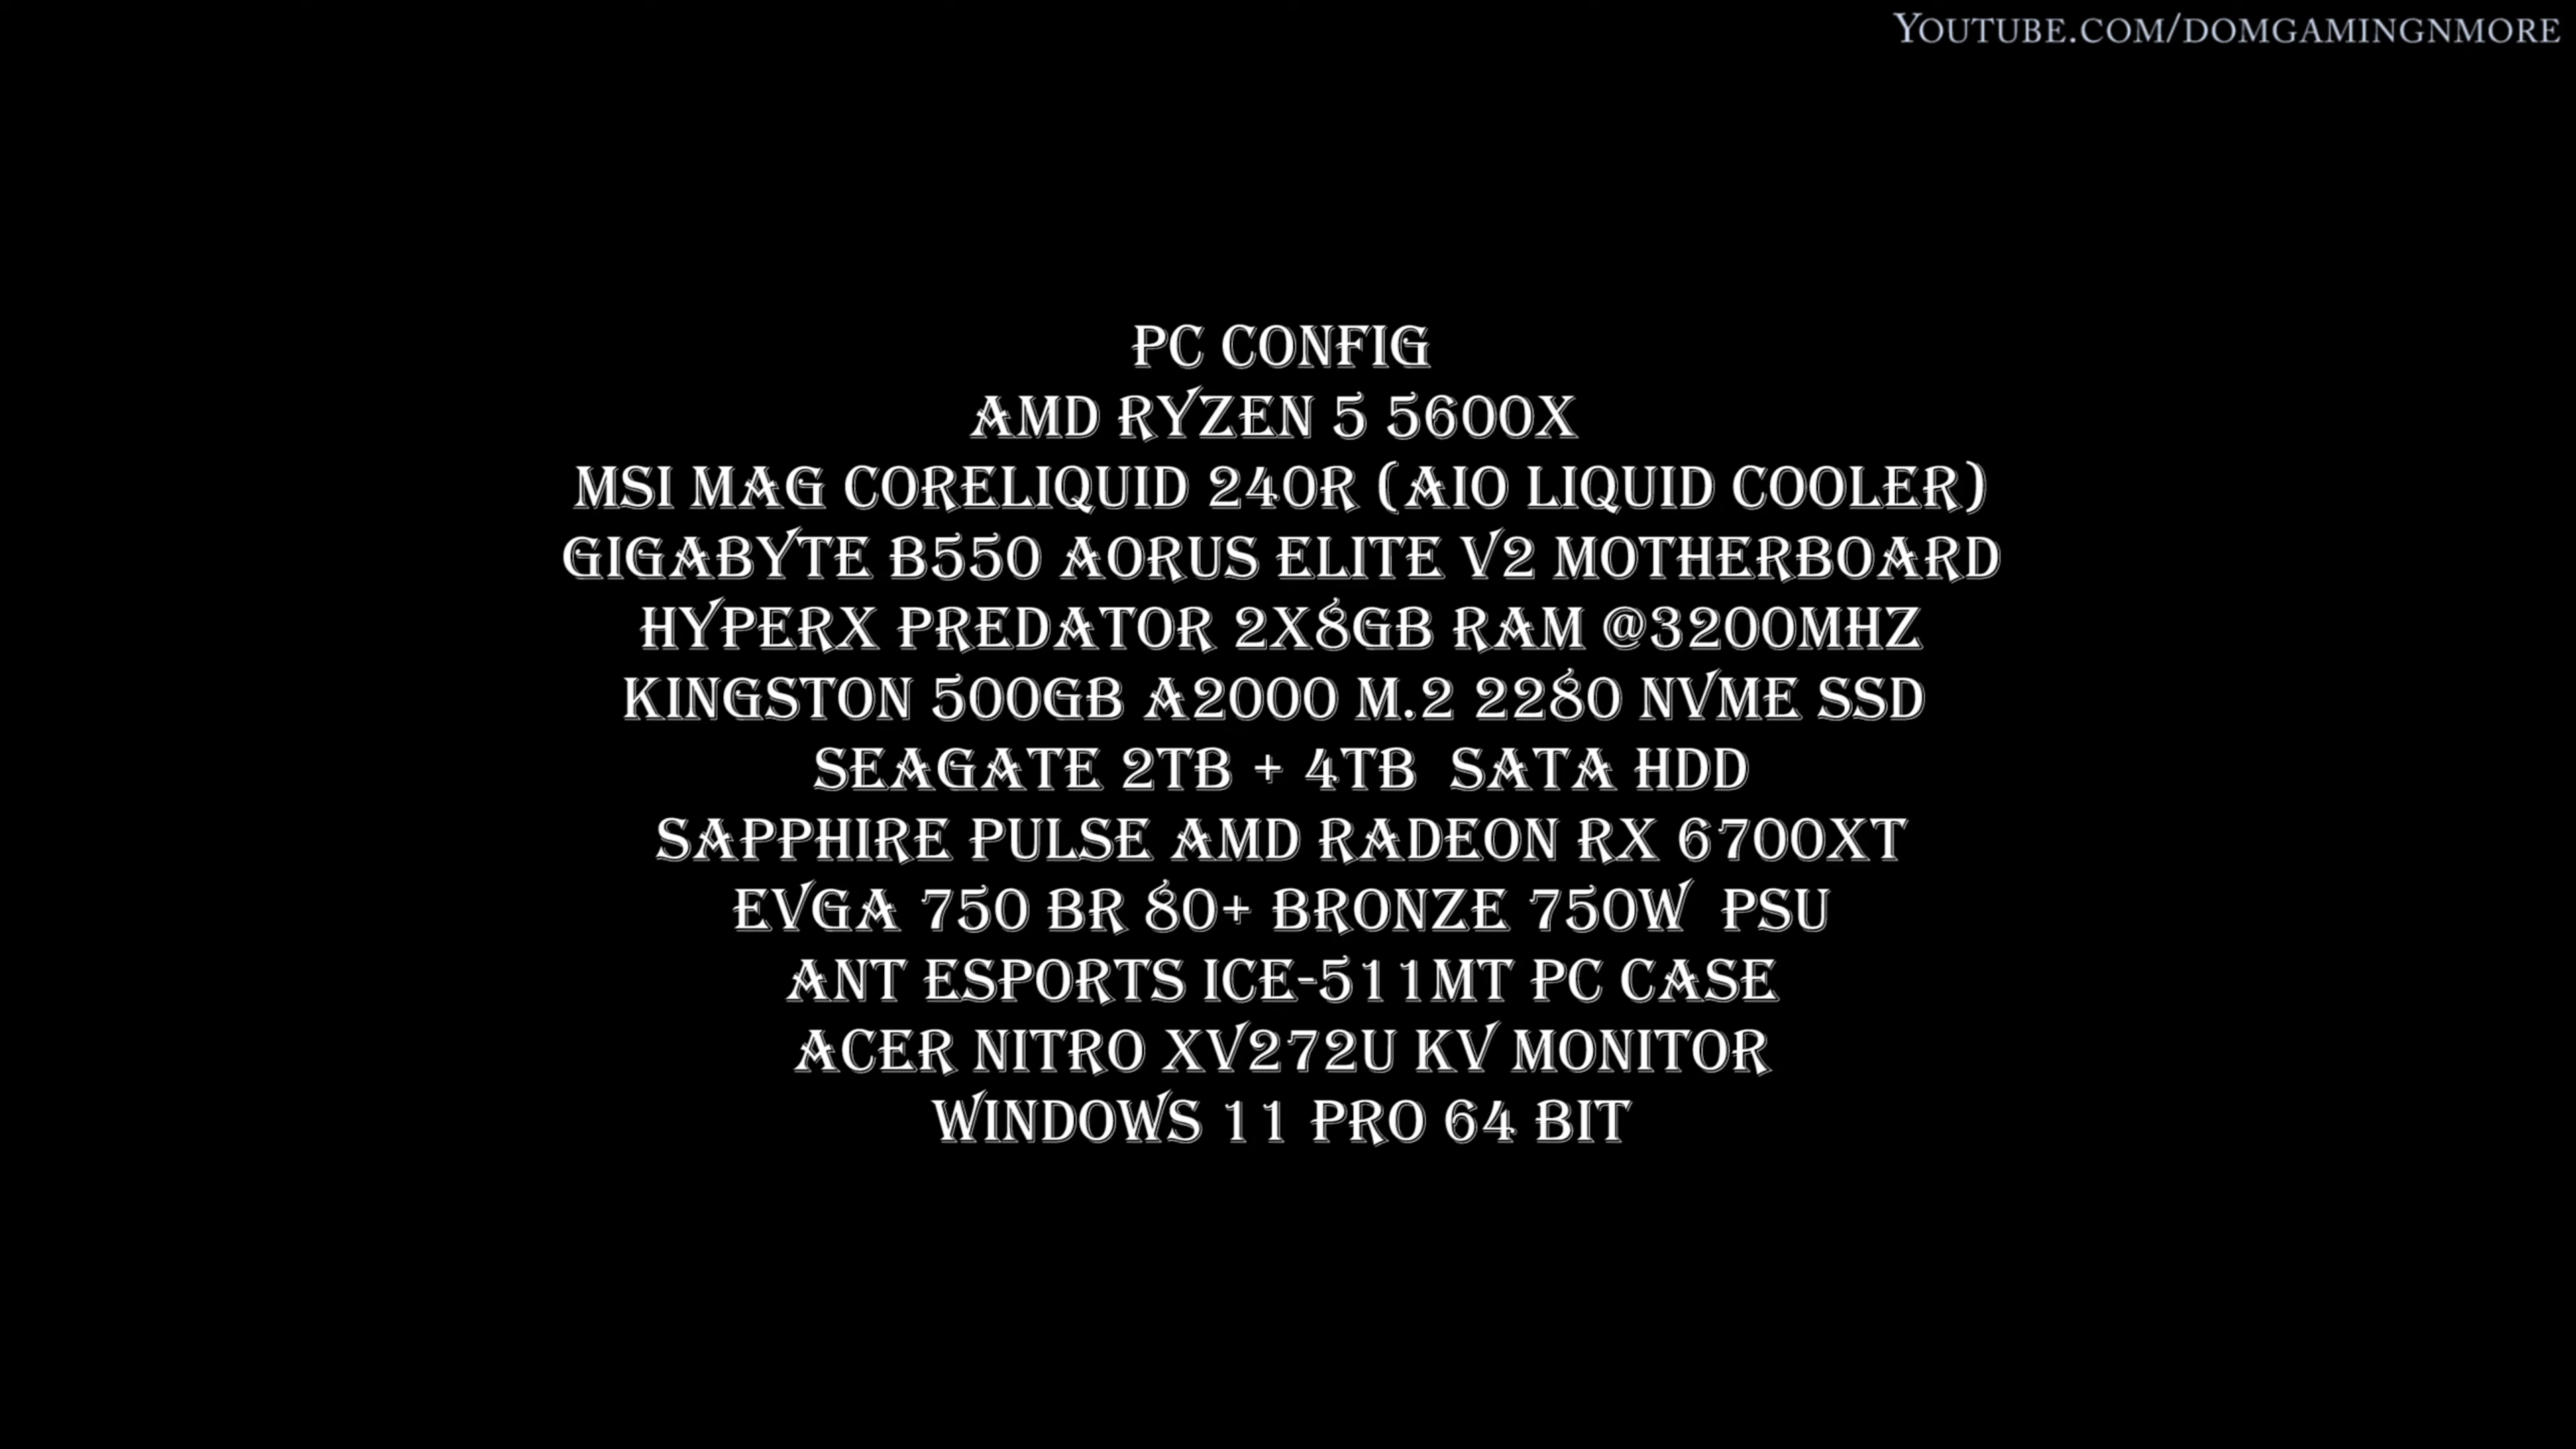 Youtube.com/domgamingnmore
PC CONFIG
AMD RYZEN 5 5600X
MSI MAG CORELIQUID 240R (AIO LIQUID COOLER)
GIGABYTE B550 AORUS ELITE V2 MOTHERBOARD
HYPERX PREDATOR 2X8GB RAM @3200MHZ
KINGSTON 500GB A2000 M.2 2280 NVME SSD
SEAGATE 2TB + 4TB  SATA HDD
SAPPHIRE PULSE AMD RADEON RX 6700XT
EVGA 750 BR 80+ BRONZE 750W  PSU
ANT ESPORTS ICE-511MT PC CASE
ACER NITRO XV272U KV MONITOR
WINDOWS 11 PRO 64 BIT